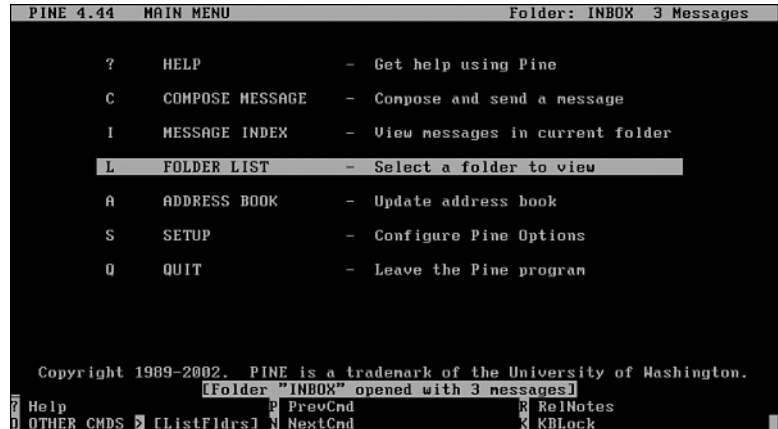 PINE 4.44   MAIN MENU   Folder: INBOX   3 Messages
?   HELP   -   Get help using Pine
C   COMPOSE MESSAGE   -   Compose and send a message
I   MESSAGE INDEX   -   View messages in current folder
L   FOLDER LIST   -   Select a folder to view
A   ADDRESS BOOK   -   Update address book
S   SETUP   -   Configure Pine Options
Q   QUIT   -   Leave the Pine program
Copyright 1989-2002.  PINE is a trademark of the University of Washington.
[Folder "INBOX" opened with 3 messages]
? Help   P PrevCmd   R RelNotes
O OTHER CMDS > [ListFldrs] N NextCmd   K KBLock